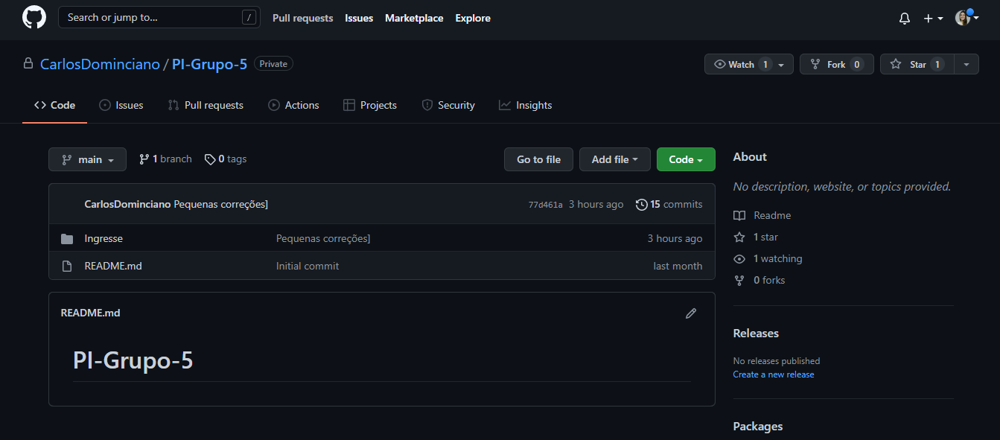 Search or jump to... / Pull requests Issues Marketplace Explore
CarlosDominciano / PI-Grupo-5 Private Watch 1 Fork 0 Star 1
Code Issues Pull requests Actions Projects Security Insights
main 1 branch 0 tags Go to file Add file Code
CarlosDominciano Pequenas correções] 77d461a 3 hours ago 15 commits
Ingresse Pequenas correções] 3 hours ago
README.md Initial commit last month
README.md
PI-Grupo-5
About
No description, website, or topics provided.
Readme
1 star
1 watching
0 forks
Releases
No releases published
Create a new release
Packages